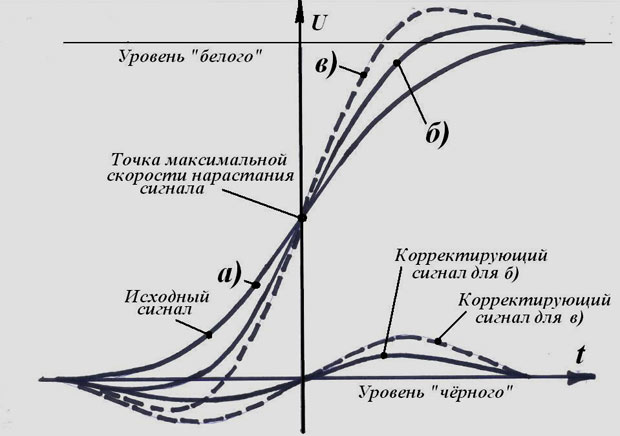 U
Уровень "белого"
в)
б)
Точка максимальной
скорости нарастания
сигнала
а)
Исходный
сигнал
Корректирующий
сигнал для б)
Корректирующий
сигнал для в)
t
Уровень "чёрного"